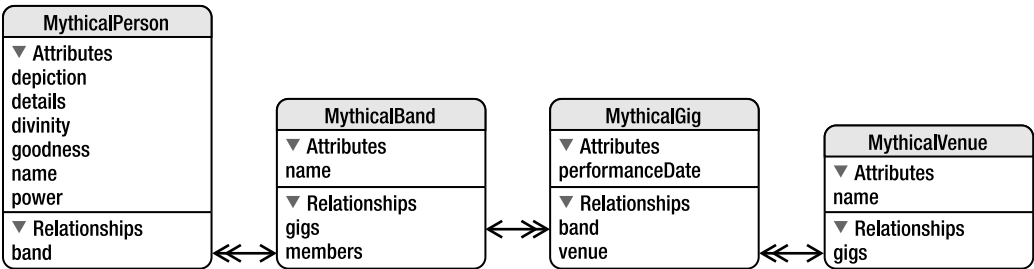 MythicalPerson
▼ Attributes
depiction
details
divinity
goodness
name
power
▼ Relationships
band
MythicalBand
▼ Attributes
name
▼ Relationships
gigs
members
MythicalGig
▼ Attributes
performanceDate
▼ Relationships
band
venue
MythicalVenue
▼ Attributes
name
▼ Relationships
gigs